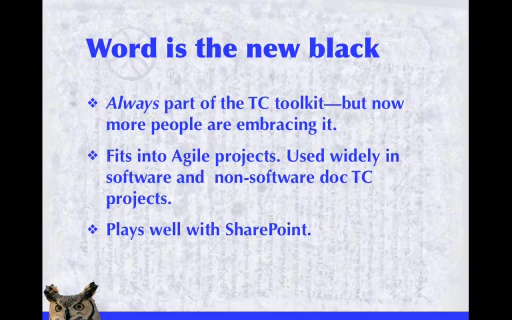 Word is the new black
❖ Always part of the TC toolkit—but now
more people are embracing it.
❖ Fits into Agile projects. Used widely in
software and  non-software doc TC
projects.
❖ Plays well with SharePoint.